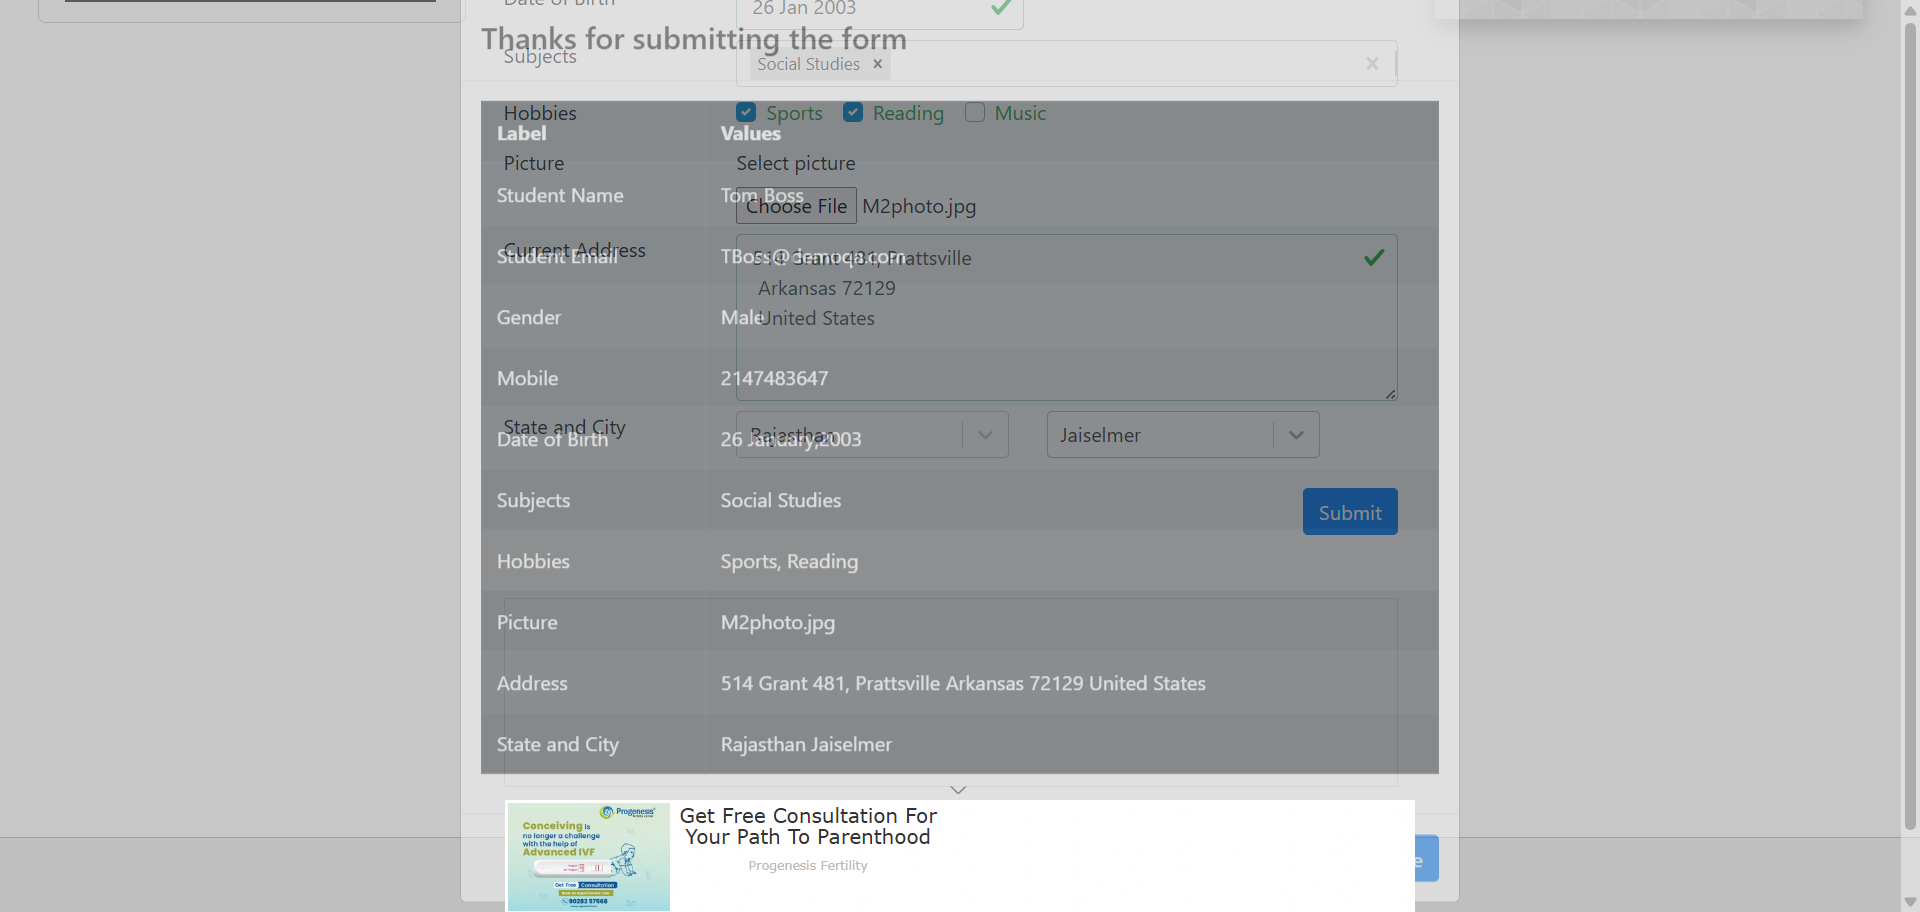 Date of Birth 26 Jan 2003
Thanks for submitting the form
Subjects Social Studies ×
Hobbies Sports Reading Music
Label Values
Picture Select picture
Student Name Tom Boss
Choose File M2photo.jpg
Current Address 514 Grant 481, Prattsville
Student Email TBoss@demoqa.com
Arkansas 72129
Gender Male
United States
Mobile 2147483647
State and City Rajasthan Jaiselmer
Date of Birth 26 January,2003
Subjects Social Studies
Submit
Hobbies Sports, Reading
Picture M2photo.jpg
Address 514 Grant 481, Prattsville Arkansas 72129 United States
State and City Rajasthan Jaiselmer
Progenesis
Conceiving is
no longer a challenge
with the help of
Advanced IVF
Get Free Consultation
90282 57568
Get Free Consultation For
Your Path To Parenthood
Progenesis Fertility
e